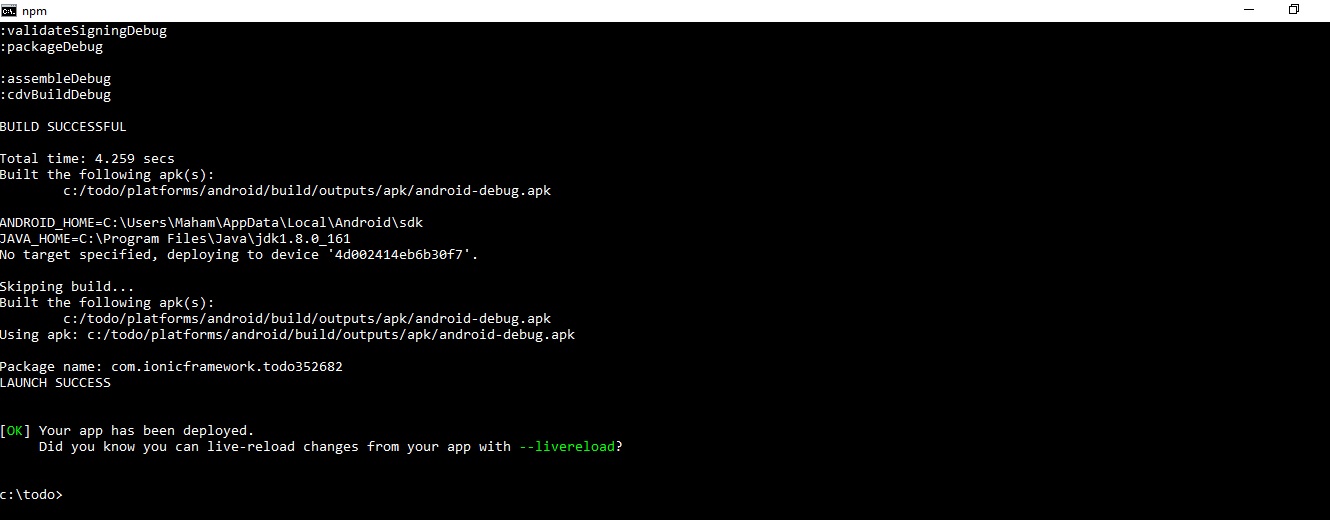 npm
:validateSigningDebug
:packageDebug
:assembleDebug
:cdvBuildDebug
BUILD SUCCESSFUL
Total time: 4.259 secs
Built the following apk(s):
c:/todo/platforms/android/build/outputs/apk/android-debug.apk
ANDROID_HOME=C:\Users\Maham\AppData\Local\Android\sdk
JAVA_HOME=C:\Program Files\Java\jdk1.8.0_161
No target specified, deploying to device '4d002414eb6b30f7'.
Skipping build...
Built the following apk(s):
c:/todo/platforms/android/build/outputs/apk/android-debug.apk
Using apk: c:/todo/platforms/android/build/outputs/apk/android-debug.apk
Package name: com.ionicframework.todo352682
LAUNCH SUCCESS
[OK] Your app has been deployed.
Did you know you can live-reload changes from your app with --livereload?
c:\todo>